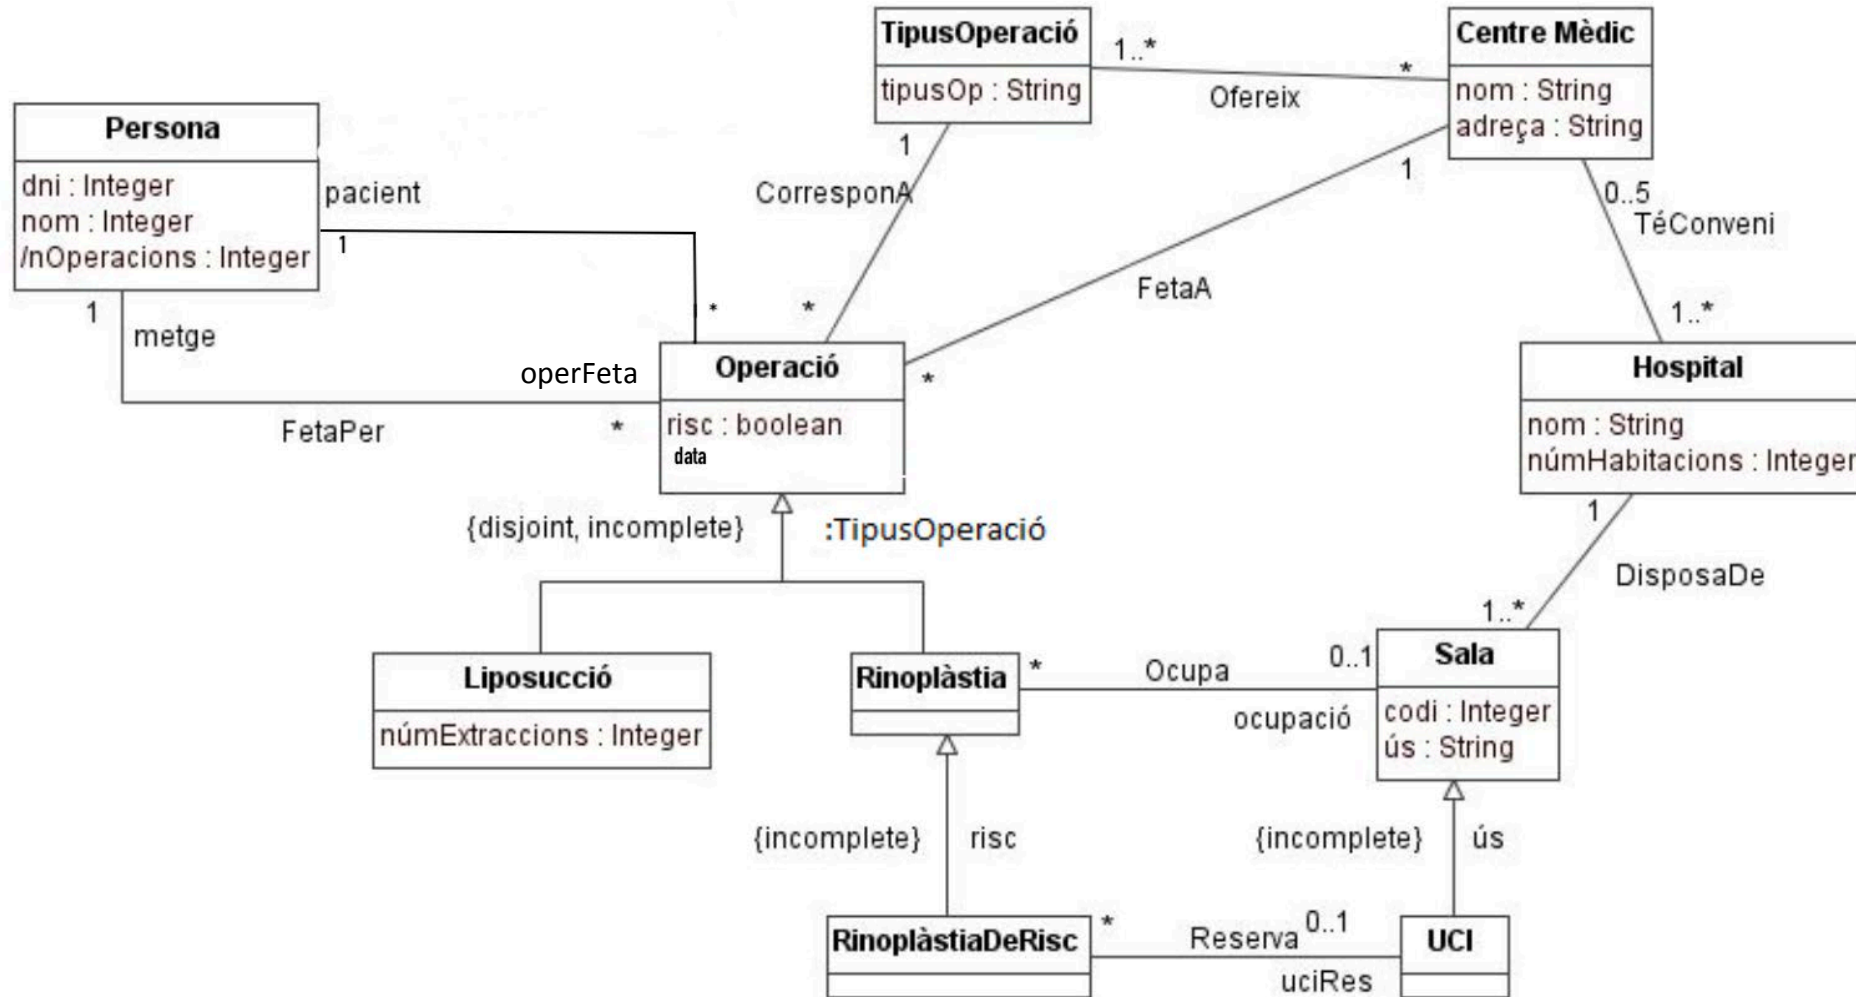 TipusOperació
tipusOp : String
1..*
*
Ofereix
Centre Mèdic
nom : String
adreça : String
Persona
dni : Integer
nom : Integer
/nOperacions : Integer
pacient
1
*
1
CorresponA
*
1
FetaA
*
0..5
TéConveni
1..*
1
metge
operFeta
FetaPer
*
Operació
risc : boolean
data
Hospital
nom : String
númHabitacions : Integer
{disjoint, incomplete}
:TipusOperació
1
DisposaDe
1..*
Liposucció
númExtraccions : Integer
Rinoplàstia
*
Ocupa
0..1
ocupació
Sala
codi : Integer
ús : String
{incomplete}
risc
{incomplete}
ús
RinoplàstiaDeRisc
*
Reserva
0..1
uciRes
UCI